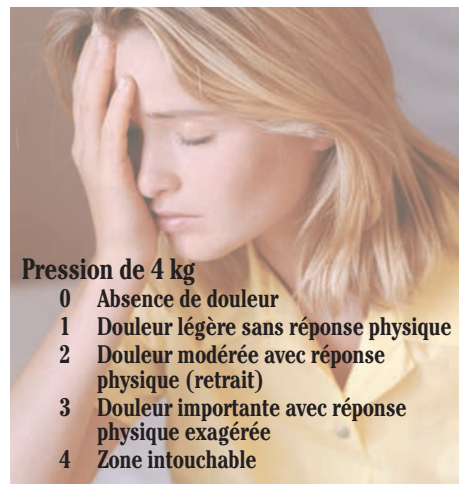 Pression de 4 kg
0 Absence de douleur
1 Douleur légère sans réponse physique
2 Douleur modérée avec réponse
physique (retrait)
3 Douleur importante avec réponse
physique exagérée
4 Zone intouchable